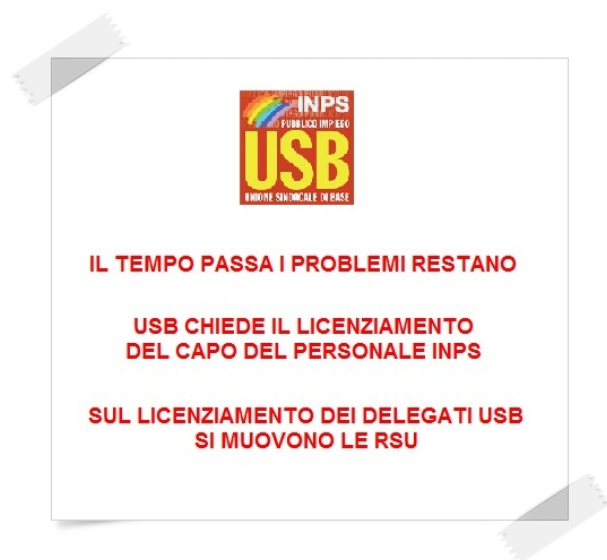 INPS
PUBBLICO IMPIEGO
USB
UNIONE SINDACALE DI BASE
IL TEMPO PASSA I PROBLEMI RESTANO
USB CHIEDE IL LICENZIAMENTO
DEL CAPO DEL PERSONALE INPS
SUL LICENZIAMENTO DEI DELEGATI USB
SI MUOVONO LE RSU